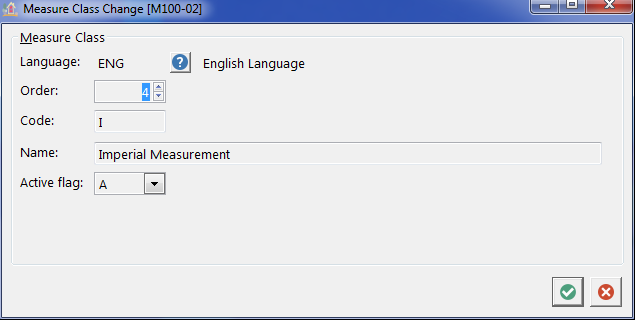 Measure Class Change [M100-02]
Measure Class
Language: ENG ? English Language
Order: 4
Code: I
Name: Imperial Measurement
Active flag: A